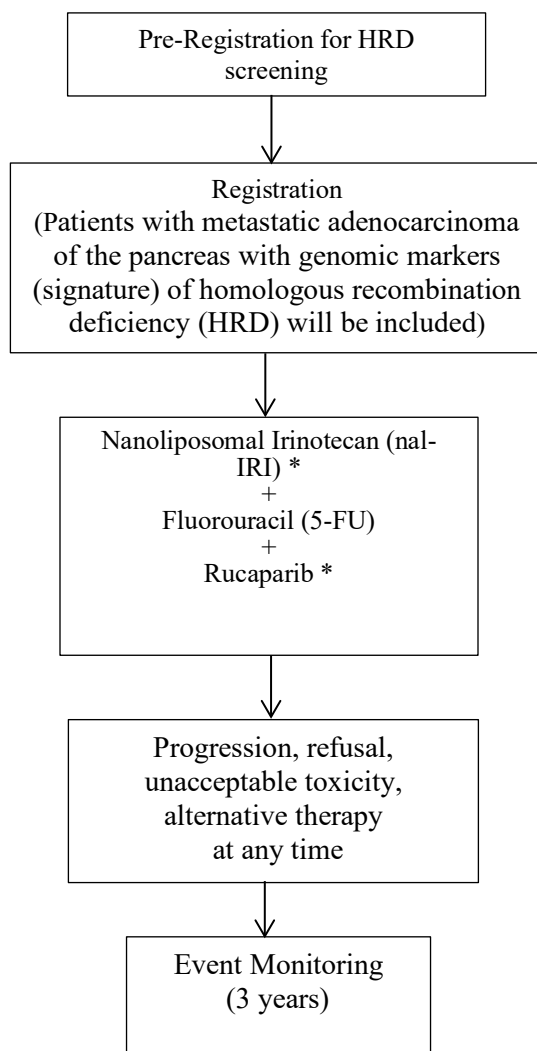 Pre-Registration for HRD
screening
Registration
(Patients with metastatic adenocarcinoma
of the pancreas with genomic markers
(signature) of homologous recombination
deficiency (HRD) will be included)
Nanoliposomal Irinotecan (nal-
IRI) *
+
Fluorouracil (5-FU)
+
Rucaparib *
Progression, refusal,
unacceptable toxicity,
alternative therapy
at any time
Event Monitoring
(3 years)